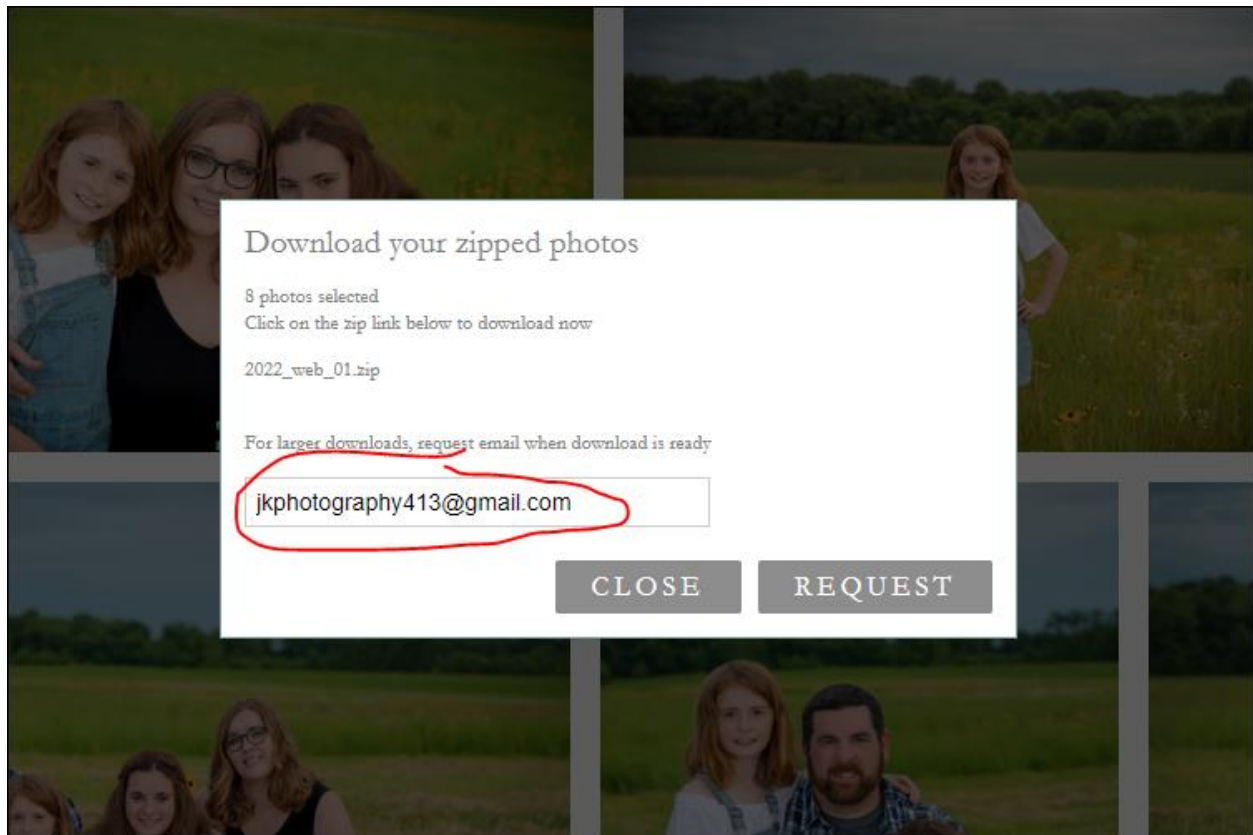 Download your zipped photos
8 photos selected
Click on the zip link below to download now
2022_web_01.zip
For larger downloads, request email when download is ready
jkphotography413@gmail.com
CLOSE REQUEST